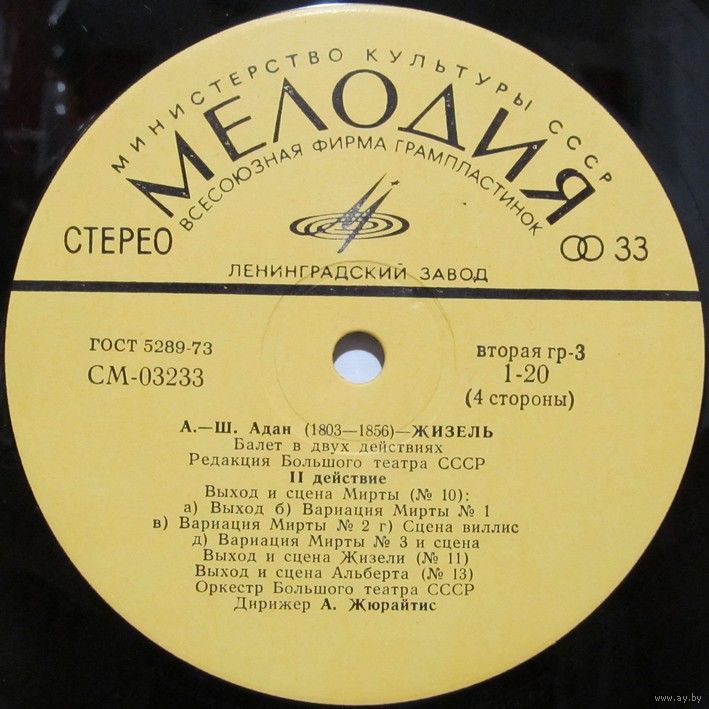 МИНИСТЕРСТВО КУЛЬТУРЫ СССР
МЕЛОДИЯ
ВСЕСОЮЗНАЯ ФИРМА ГРАМПЛАСТИНОК
СТЕРЕО
33
ЛЕНИНГРАДСКИЙ ЗАВОД
ГОСТ 5289-73
СМ-03233
вторая гр-3
1-20
(4 стороны)
А.—Ш. Адан (1803—1856)—ЖИЗЕЛЬ
Балет в двух действиях
Редакция Большого театра СССР
II действие
Выход и сцена Мирты (№ 10):
а) Выход б) Вариация Мирты № 1
в) Вариация Мирты № 2 г) Сцена виллис
д) Вариация Мирты № 3 и сцена
Выход и сцена Жизели (№ 11)
Выход и сцена Альберта (№ 13)
Оркестр Большого театра СССР
Дирижер А. Жюрайтис
www.ay.by